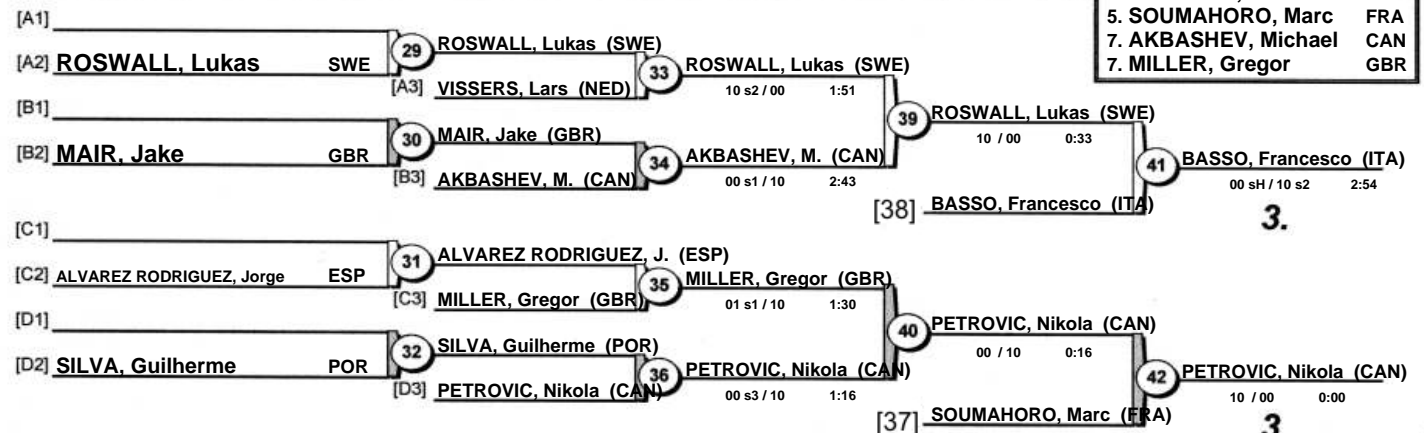 5. SOUMAHORO, Marc FRA
7. AKBASHEV, Michael CAN
7. MILLER, Gregor GBR
[A1]
[A2] ROSWALL, Lukas SWE
29
ROSWALL, Lukas (SWE)
[A3] VISSERS, Lars (NED)
33
ROSWALL, Lukas (SWE)
10 s2 / 00 1:51
[B1]
[B2] MAIR, Jake GBR
30
MAIR, Jake (GBR)
[B3] AKBASHEV, M. (CAN)
34
AKBASHEV, M. (CAN)
00 s1 / 10 2:43
39
ROSWALL, Lukas (SWE)
10 / 00 0:33
[38] BASSO, Francesco (ITA)
41
BASSO, Francesco (ITA)
00 sH / 10 s2 2:54
3.
[C1]
[C2] ALVAREZ RODRIGUEZ, Jorge ESP
31
ALVAREZ RODRIGUEZ, J. (ESP)
[C3] MILLER, Gregor (GBR)
35
MILLER, Gregor (GBR)
01 s1 / 10 1:30
[D1]
[D2] SILVA, Guilherme POR
32
SILVA, Guilherme (POR)
[D3] PETROVIC, Nikola (CAN)
36
PETROVIC, Nikola (CAN)
00 s3 / 10 1:16
40
PETROVIC, Nikola (CAN)
00 / 10 0:16
[37] SOUMAHORO, Marc (FRA)
42
PETROVIC, Nikola (CAN)
10 / 00 0:00
3